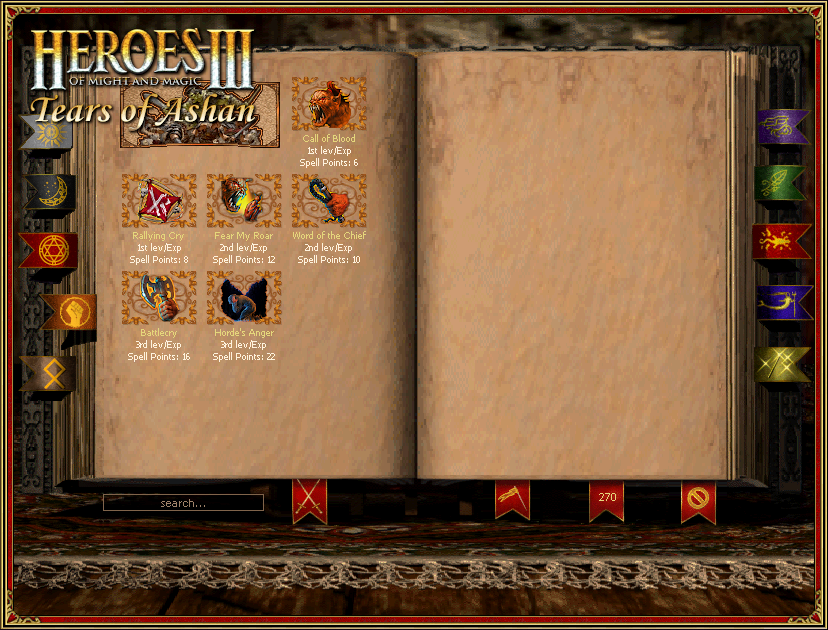 HEROES III
OF MIGHT AND MAGIC
Tears of Ashan
Call of Blood
1st lev/Exp
Spell Points: 6
Rallying Cry
1st lev/Exp
Spell Points: 8
Fear My Roar
2nd lev/Exp
Spell Points: 12
Word of the Chief
2nd lev/Exp
Spell Points: 10
Battlecry
3rd lev/Exp
Spell Points: 16
Horde's Anger
3rd lev/Exp
Spell Points: 22
search...
270